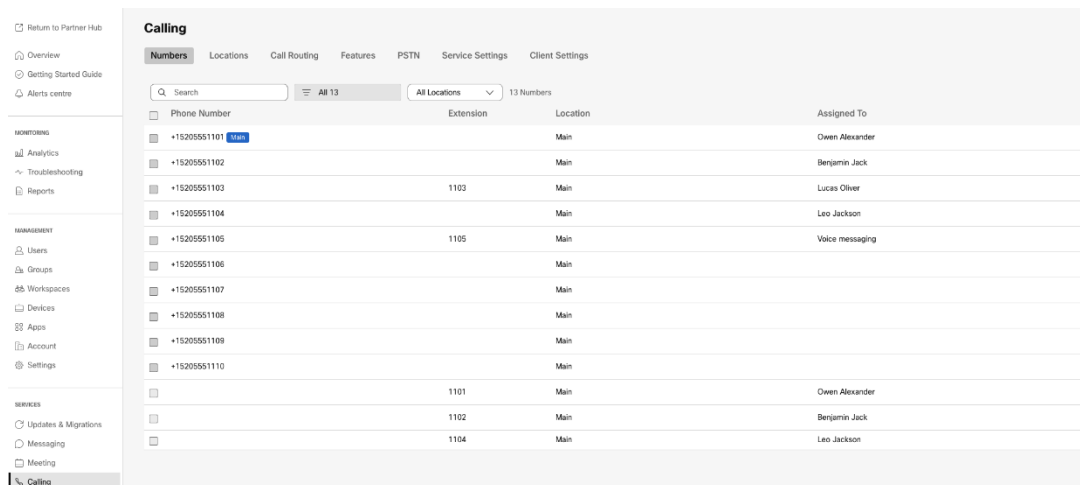 Return to Partner Hub
Overview
Getting Started Guide
Alerts centre
MONITORING
Analytics
Troubleshooting
Reports
MANAGEMENT
Users
Groups
Workspaces
Devices
Apps
Account
Settings
SERVICES
Updates & Migrations
Messaging
Meeting
Calling
Calling
Numbers Locations Call Routing Features PSTN Service Settings Client Settings
Search All 13 All Locations 13 Numbers
Phone Number Extension Location Assigned To
+15205551101 Main Main Owen Alexander
+15205551102 Main Benjamin Jack
+15205551103 1103 Main Lucas Oliver
+15205551104 Main Leo Jackson
+15205551105 1105 Main Voice messaging
+15205551106 Main
+15205551107 Main
+15205551108 Main
+15205551109 Main
+15205551110 Main
1101 Main Owen Alexander
1102 Main Benjamin Jack
1104 Main Leo Jackson